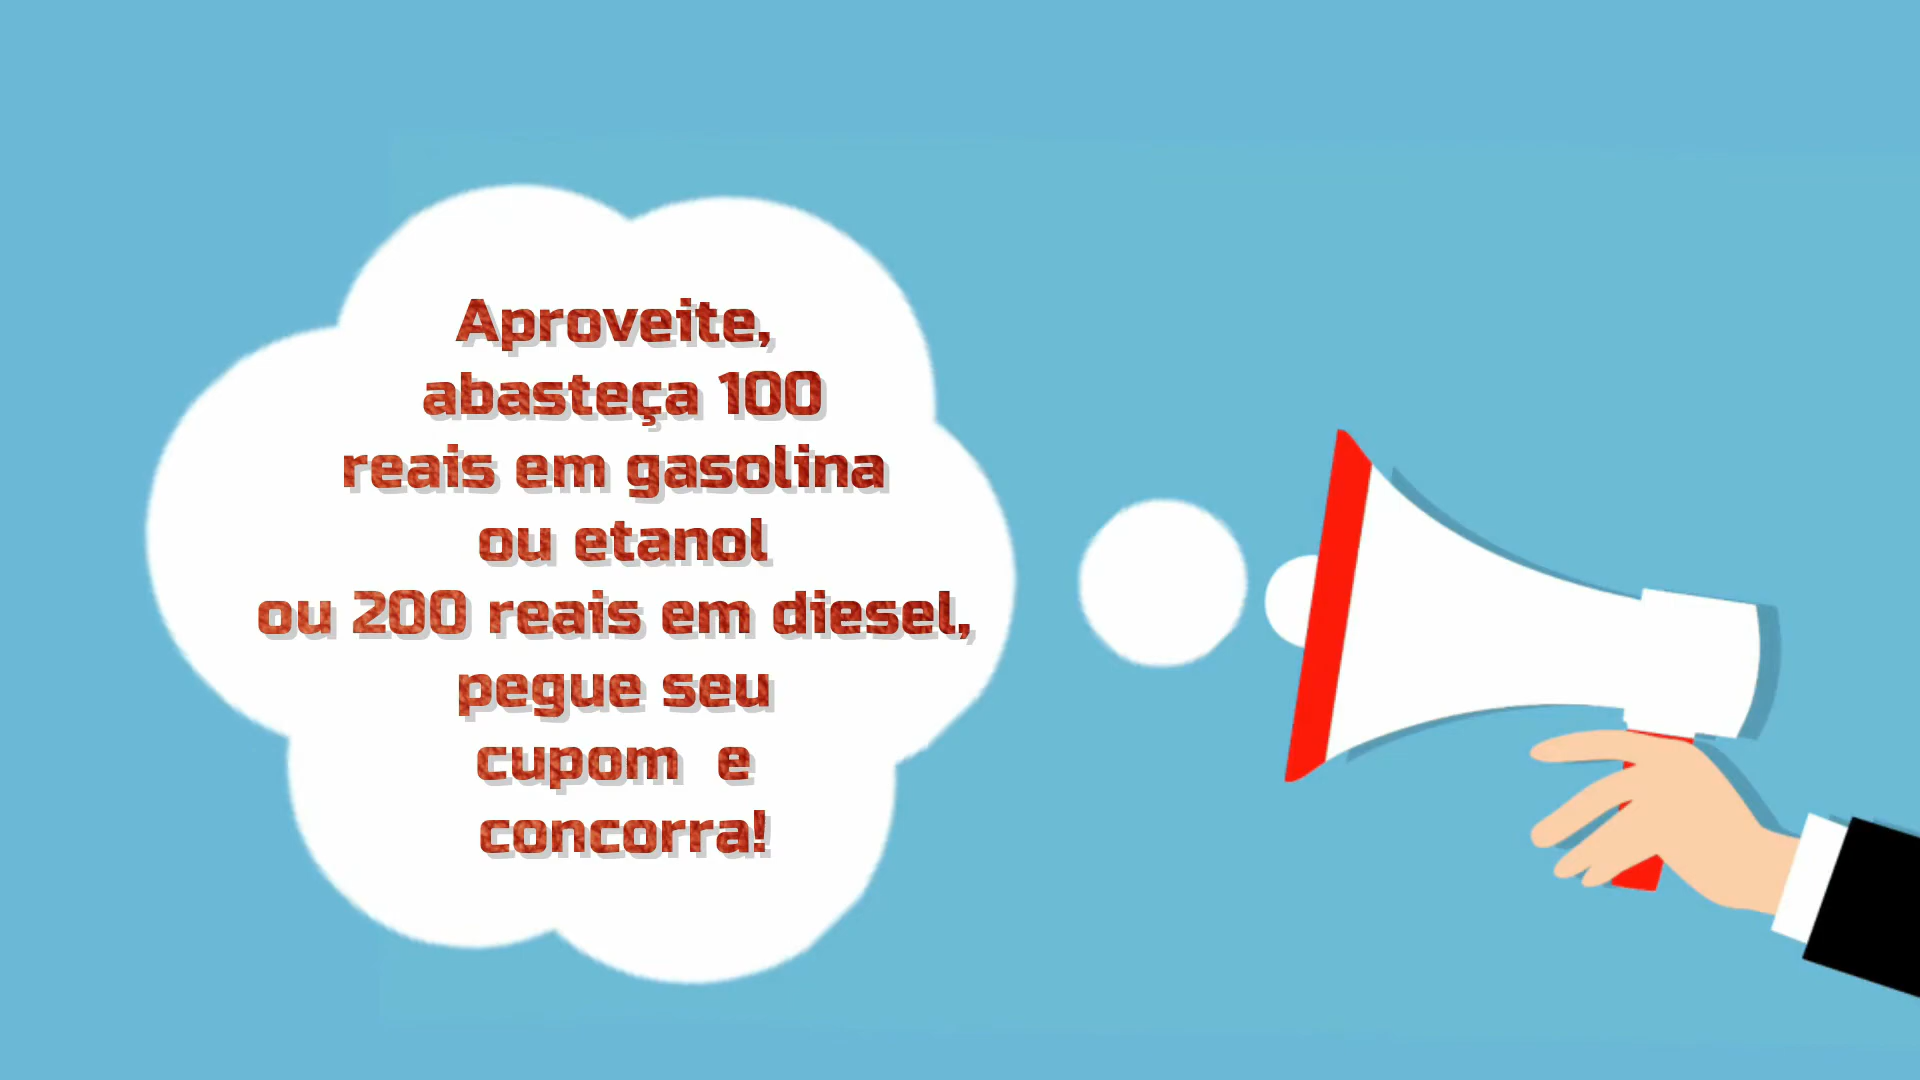 Aproveite,
abasteça 100
reais em gasolina
ou etanol
ou 200 reais em diesel,
pegue seu
cupom e
concorra!